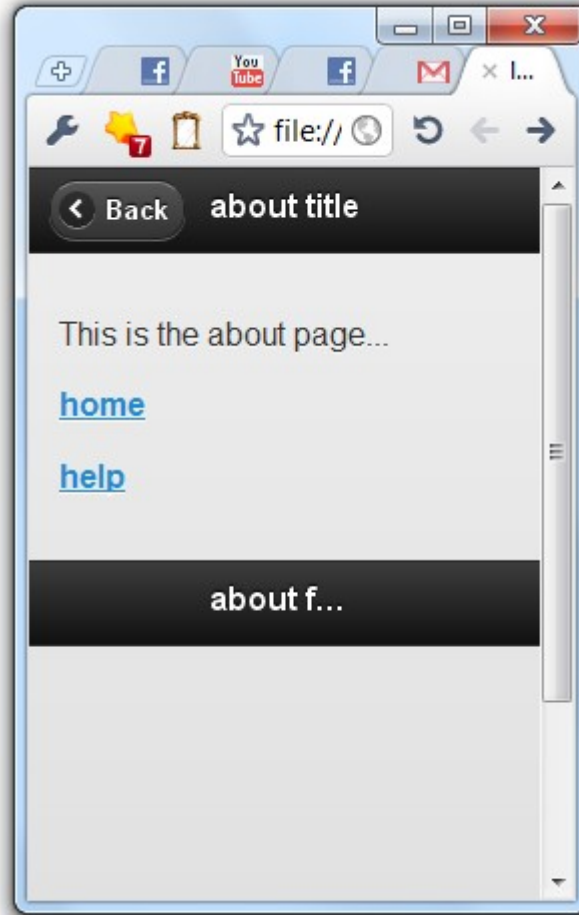 You
Tube
l...
7
file://
Back
about title
This is the about page...
home
help
about f...